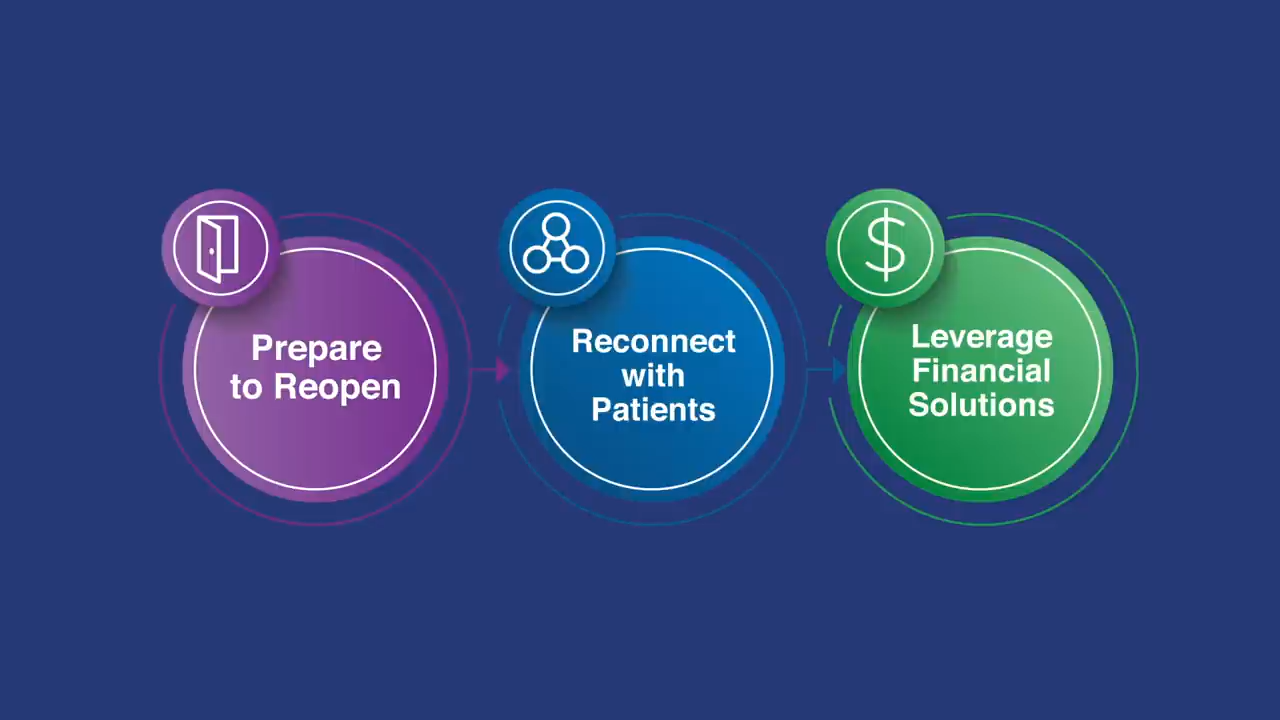 Prepare
to Reopen
Reconnect
with
Patients
$
Leverage
Financial
Solutions